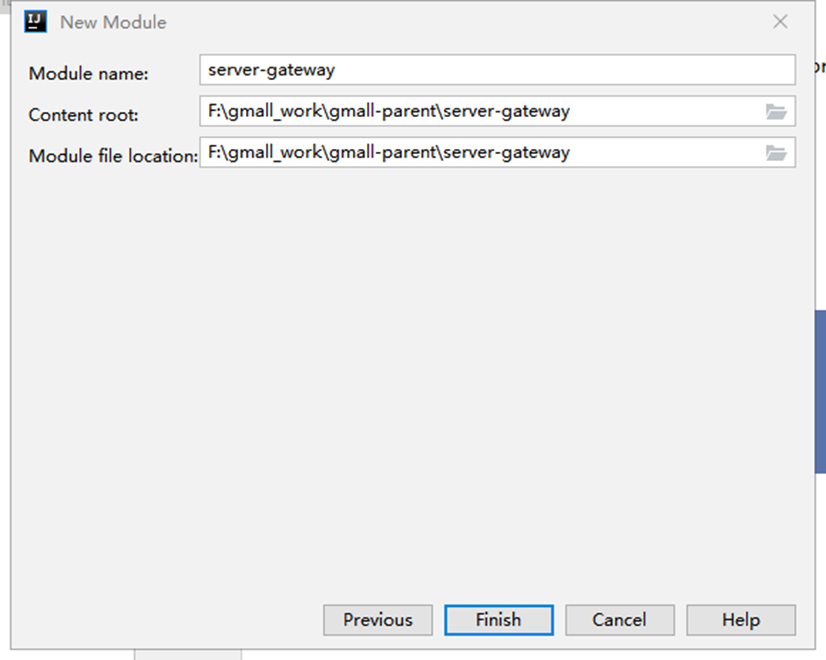 IJ New Module
Module name: server-gateway
Content root: F:\gmall_work\gmall-parent\server-gateway
Module file location: F:\gmall_work\gmall-parent\server-gateway
Previous Finish Cancel Help